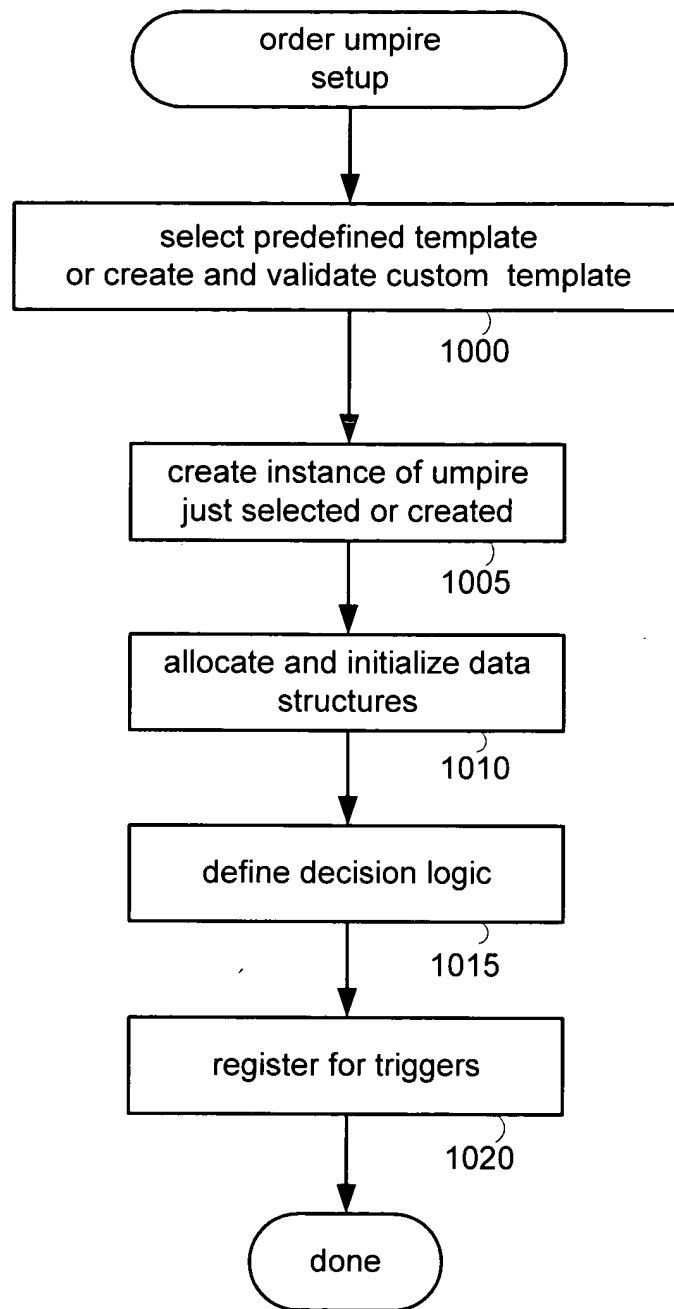 order umpire
setup
select predefined template
or create and validate custom template
1000
create instance of umpire
just selected or created
1005
allocate and initialize data
structures
1010
define decision logic
1015
register for triggers
1020
done